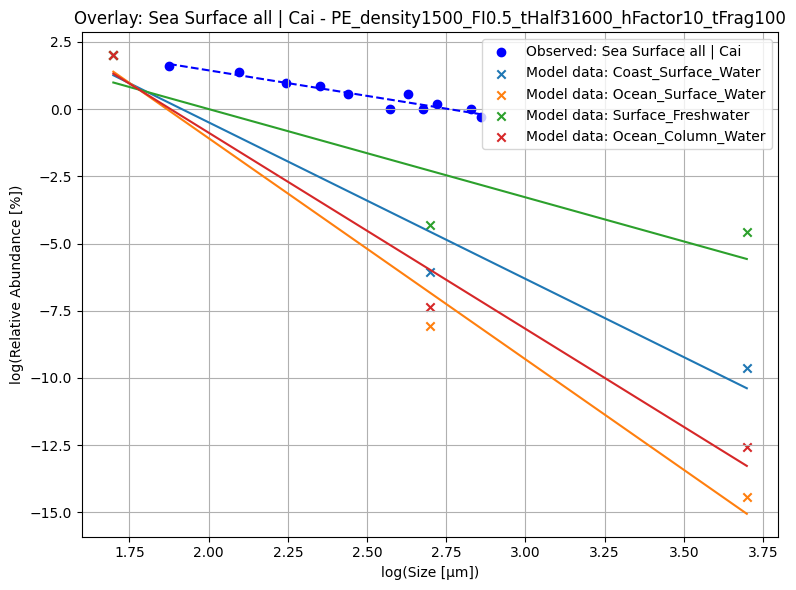 Overlay: Sea Surface all | Cai - PE_density1500_FI0.5_tHalf31600_hFactor10_tFrag100
Observed: Sea Surface all | Cai
Model data: Coast_Surface_Water
Model data: Ocean_Surface_Water
Model data: Surface_Freshwater
Model data: Ocean_Column_Water
log(Relative Abundance [%])
2.5
0.0
−2.5
−5.0
−7.5
−10.0
−12.5
−15.0
1.75 2.00 2.25 2.50 2.75 3.00 3.25 3.50 3.75
log(Size [μm])